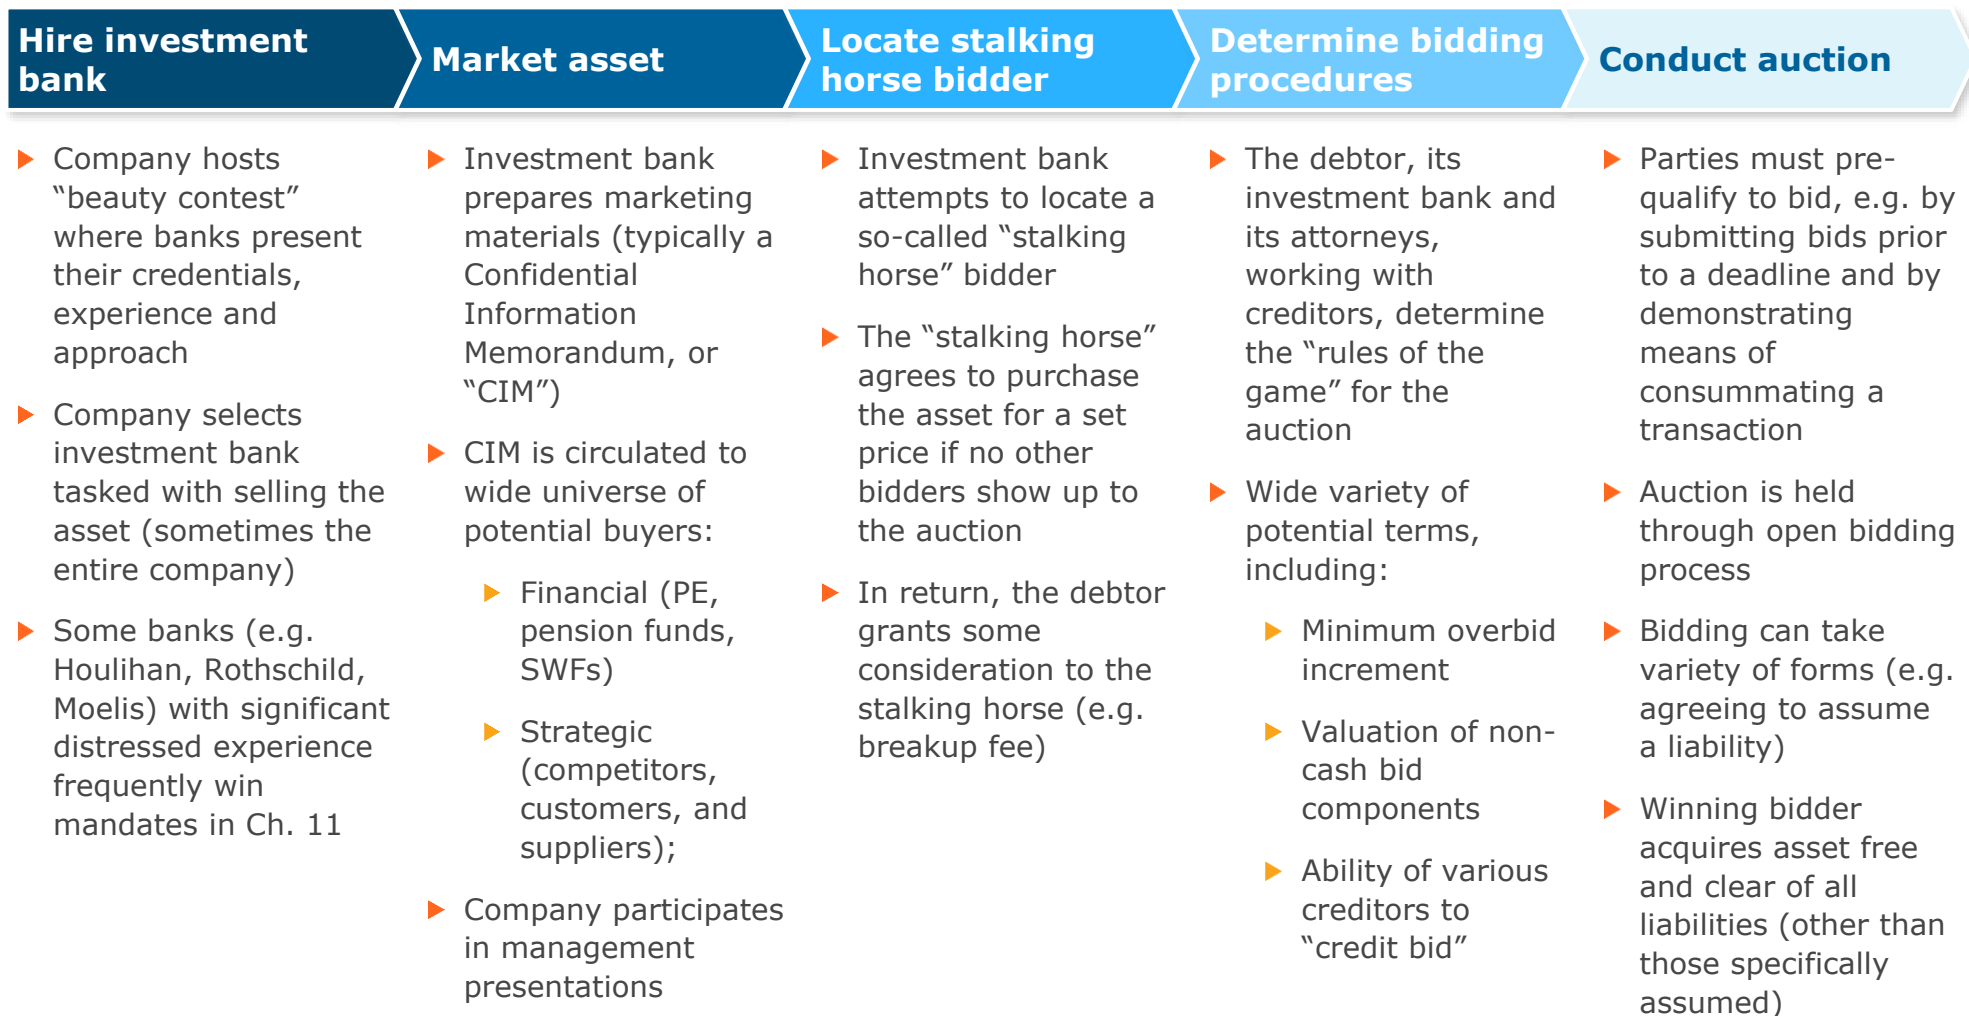 Hire investment
bank
Market asset
Locate stalking
horse bidder
Determine bidding
procedures
Conduct auction
Company hosts
“beauty contest”
where banks present
their credentials,
experience and
approach
Company selects
investment bank
tasked with selling the
asset (sometimes the
entire company)
Some banks (e.g.
Houlihan, Rothschild,
Moelis) with significant
distressed experience
frequently win
mandates in Ch. 11
Investment bank
prepares marketing
materials (typically a
Confidential
Information
Memorandum, or
“CIM”)
CIM is circulated to
wide universe of
potential buyers:
Financial (PE,
pension funds,
SWFs)
Strategic
(competitors,
customers, and
suppliers);
Company participates
in management
presentations
Investment bank
attempts to locate a
so-called “stalking
horse” bidder
The “stalking horse”
agrees to purchase
the asset for a set
price if no other
bidders show up to
the auction
In return, the debtor
grants some
consideration to the
stalking horse (e.g.
breakup fee)
The debtor, its
investment bank and
its attorneys,
working with
creditors, determine
the “rules of the
game” for the
auction
Wide variety of
potential terms,
including:
Minimum overbid
increment
Valuation of non-
cash bid
components
Ability of various
creditors to
“credit bid”
Parties must pre-
qualify to bid, e.g. by
submitting bids prior
to a deadline and by
demonstrating
means of
consummating a
transaction
Auction is held
through open bidding
process
Bidding can take
variety of forms (e.g.
agreeing to assume
a liability)
Winning bidder
acquires asset free
and clear of all
liabilities (other than
those specifically
assumed)